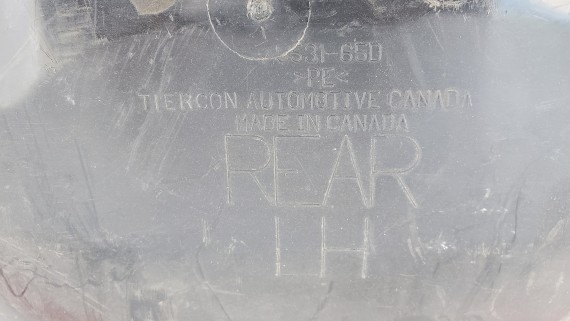 >PE<
TIERCON AUTOMOTIVE CANADA
MADE IN CANADA
REAR
LH